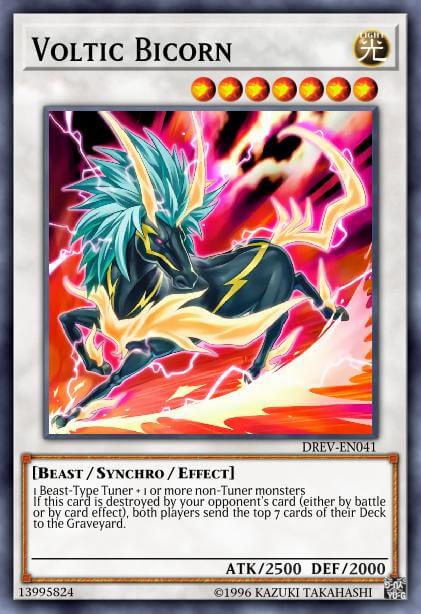 Voltic Bicorn
LIGHT
光
DREV-EN041
[Beast / Synchro / Effect]
1 Beast-Type Tuner + 1 or more non-Tuner monsters
If this card is destroyed by your opponent's card (either by battle
or by card effect), both players send the top 7 cards of their Deck
to the Graveyard.
ATK/2500 DEF/2000
13995824
©1996 KAZUKI TAKAHASHI